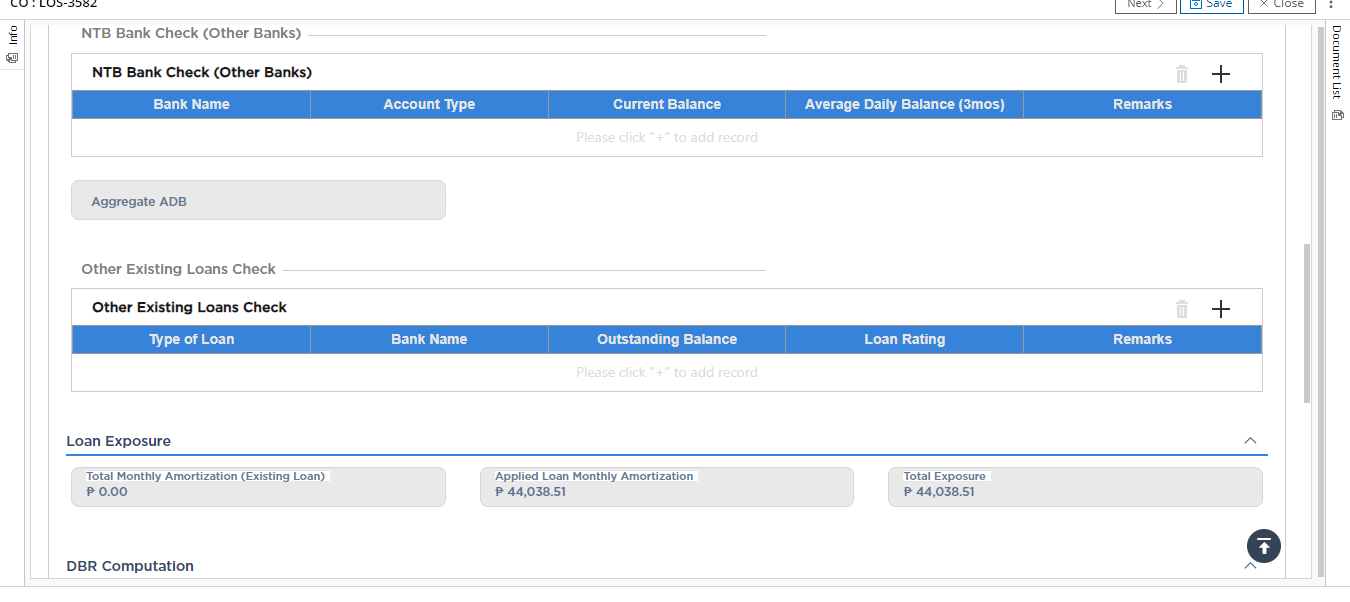 CO : LOS-3582
Next
Save
Close
Info
Document List
NTB Bank Check (Other Banks)
NTB Bank Check (Other Banks)
Bank Name Account Type Current Balance Average Daily Balance (3mos) Remarks
Please click "+" to add record
Aggregate ADB
Other Existing Loans Check
Other Existing Loans Check
Type of Loan Bank Name Outstanding Balance Loan Rating Remarks
Please click "+" to add record
Loan Exposure
Total Monthly Amortization (Existing Loan) Applied Loan Monthly Amortization Total Exposure
₱ 0.00 ₱ 44,038.51 ₱ 44,038.51
DBR Computation